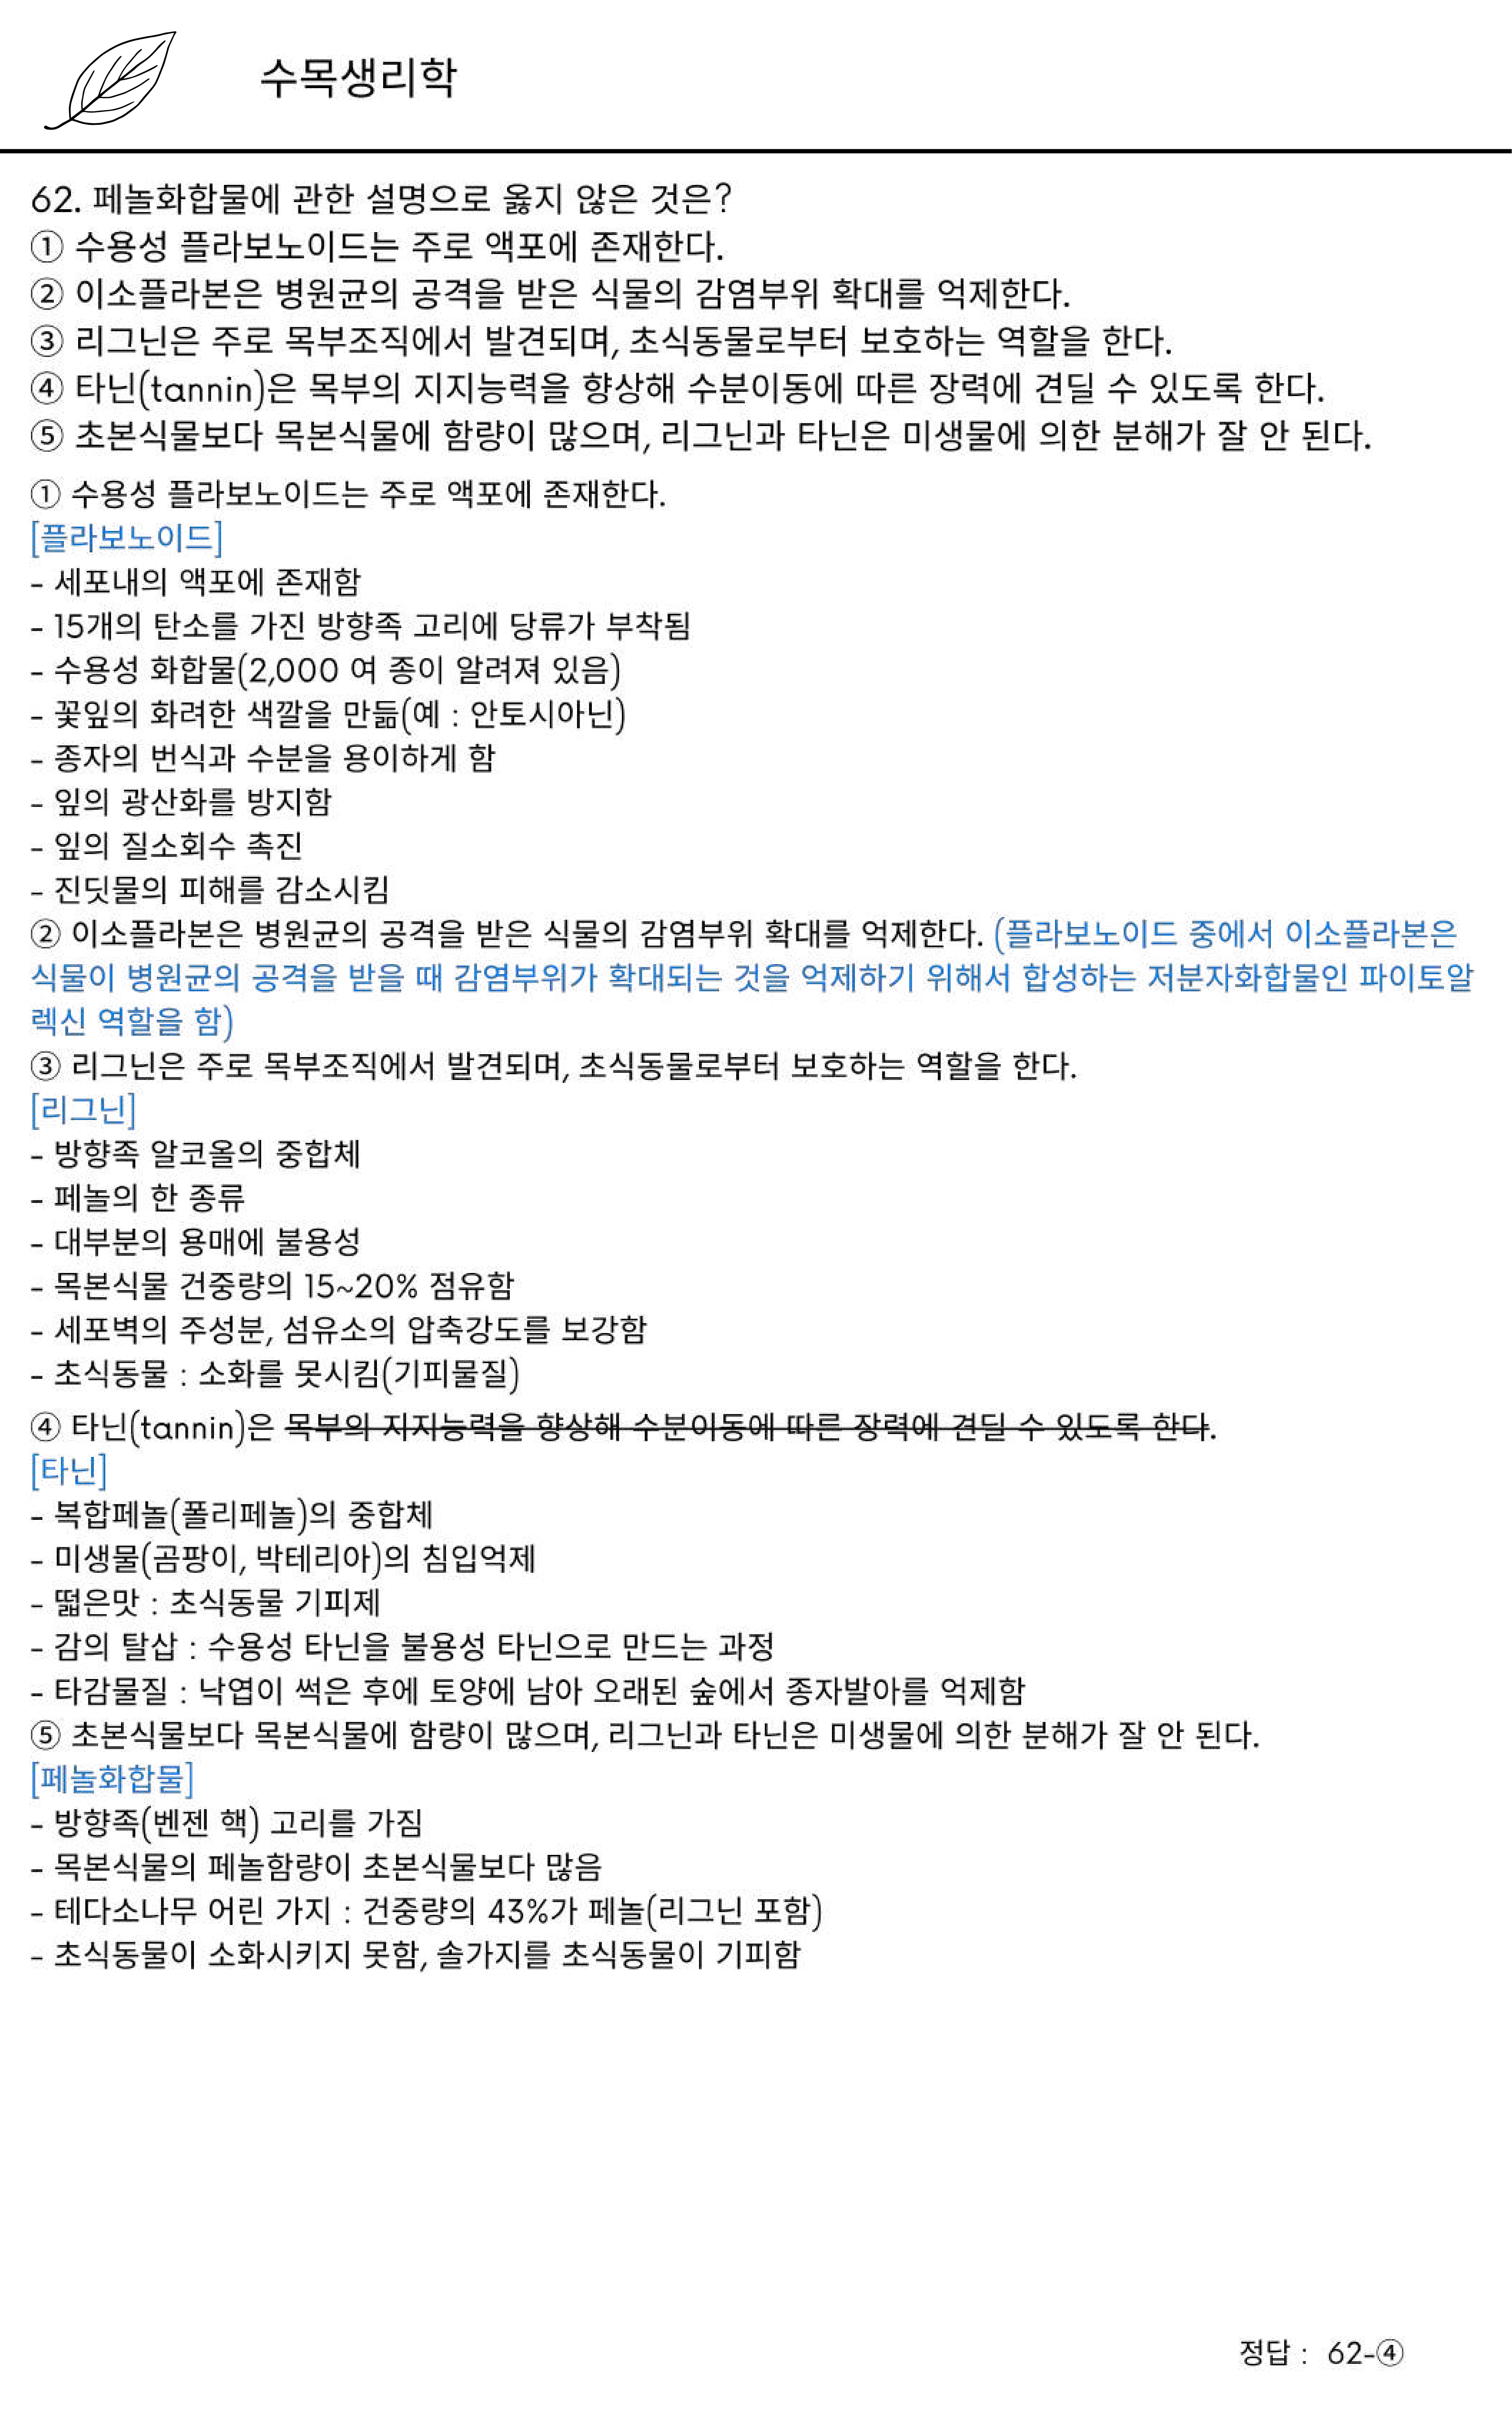 수목생리학
62. 페놀화합물에 관한 설명으로 옳지 않은 것은?
① 수용성 플라보노이드는 주로 액포에 존재한다.
② 이소플라본은 병원균의 공격을 받은 식물의 감염부위 확대를 억제한다.
③ 리그닌은 주로 목부조직에서 발견되며, 초식동물로부터 보호하는 역할을 한다.
④ 타닌(tannin)은 목부의 지지능력을 향상해 수분이동에 따른 장력에 견딜 수 있도록 한다.
⑤ 초본식물보다 목본식물에 함량이 많으며, 리그닌과 타닌은 미생물에 의한 분해가 잘 안 된다.
① 수용성 플라보노이드는 주로 액포에 존재한다.
[플라보노이드]
- 세포내의 액포에 존재함
- 15개의 탄소를 가진 방향족 고리에 당류가 부착됨
- 수용성 화합물(2,000 여 종이 알려져 있음)
- 꽃잎의 화려한 색깔을 만듦(예 : 안토시아닌)
- 종자의 번식과 수분을 용이하게 함
- 잎의 광산화를 방지함
- 잎의 질소회수 촉진
- 진딧물의 피해를 감소시킴
② 이소플라본은 병원균의 공격을 받은 식물의 감염부위 확대를 억제한다. (플라보노이드 중에서 이소플라본은
식물이 병원균의 공격을 받을 때 감염부위가 확대되는 것을 억제하기 위해서 합성하는 저분자화합물인 파이토알
렉신 역할을 함)
③ 리그닌은 주로 목부조직에서 발견되며, 초식동물로부터 보호하는 역할을 한다.
[리그닌]
- 방향족 알코올의 중합체
- 페놀의 한 종류
- 대부분의 용매에 불용성
- 목본식물 건중량의 15~20% 점유함
- 세포벽의 주성분, 섬유소의 압축강도를 보강함
- 초식동물 : 소화를 못시킴(기피물질)
④ 타닌(tannin)은 목부의 지지능력을 향상해 수분이동에 따른 장력에 견딜 수 있도록 한다.
[타닌]
- 복합페놀(폴리페놀)의 중합체
- 미생물(곰팡이, 박테리아)의 침입억제
- 떫은맛 : 초식동물 기피제
- 감의 탈삽 : 수용성 타닌을 불용성 타닌으로 만드는 과정
- 타감물질 : 낙엽이 썩은 후에 토양에 남아 오래된 숲에서 종자발아를 억제함
⑤ 초본식물보다 목본식물에 함량이 많으며, 리그닌과 타닌은 미생물에 의한 분해가 잘 안 된다.
[페놀화합물]
- 방향족(벤젠 핵) 고리를 가짐
- 목본식물의 페놀함량이 초본식물보다 많음
- 테다소나무 어린 가지 : 건중량의 43%가 페놀(리그닌 포함)
- 초식동물이 소화시키지 못함, 솔가지를 초식동물이 기피함
정답 : 62-④